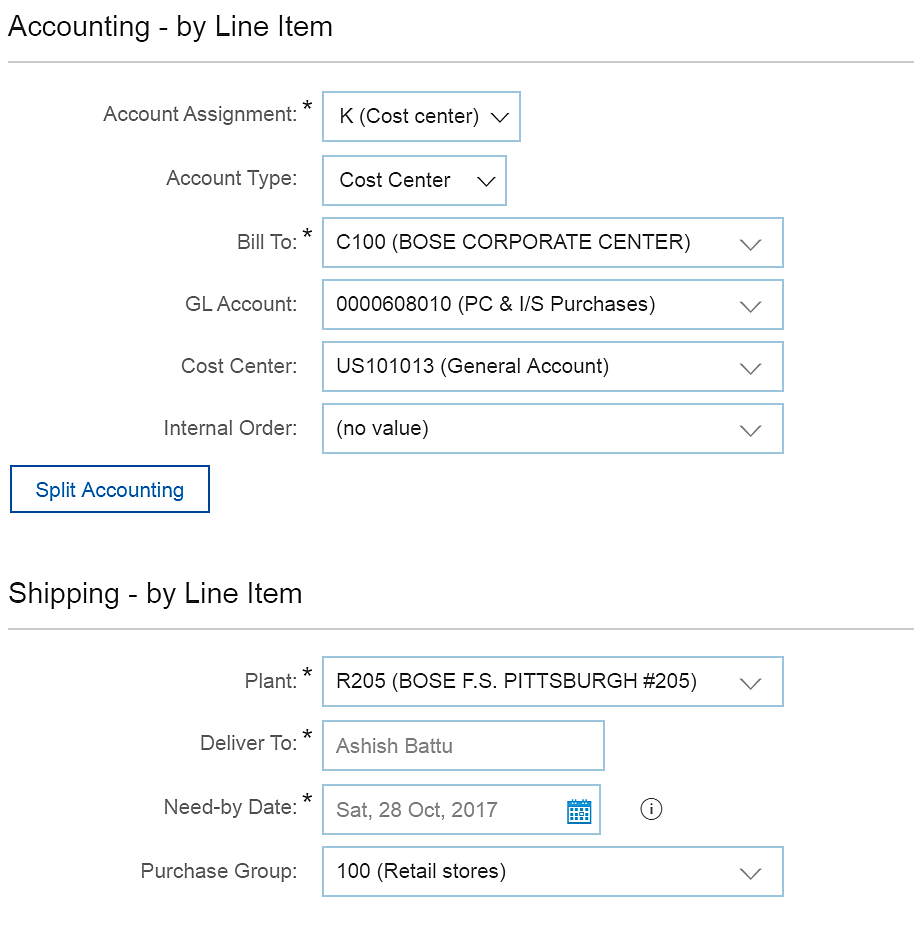 Accounting - by Line Item
Account Assignment: * K (Cost center)
Account Type: Cost Center
Bill To: * C100 (BOSE CORPORATE CENTER)
GL Account: 0000608010 (PC & I/S Purchases)
Cost Center: US101013 (General Account)
Internal Order: (no value)
Split Accounting
Shipping - by Line Item
Plant: * R205 (BOSE F.S. PITTSBURGH #205)
Deliver To: * Ashish Battu
Need-by Date: * Sat, 28 Oct, 2017
Purchase Group: 100 (Retail stores)